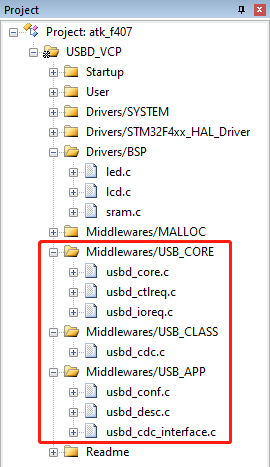 Project
Project: atk_f407
USBD_VCP
Startup
User
Drivers/SYSTEM
Drivers/STM32F4xx_HAL_Driver
Drivers/BSP
led.c
lcd.c
sram.c
Middlewares/MALLOC
Middlewares/USB_CORE
usbd_core.c
usbd_ctlreq.c
usbd_ioreq.c
Middlewares/USB_CLASS
usbd_cdc.c
Middlewares/USB_APP
usbd_conf.c
usbd_desc.c
usbd_cdc_interface.c
Readme